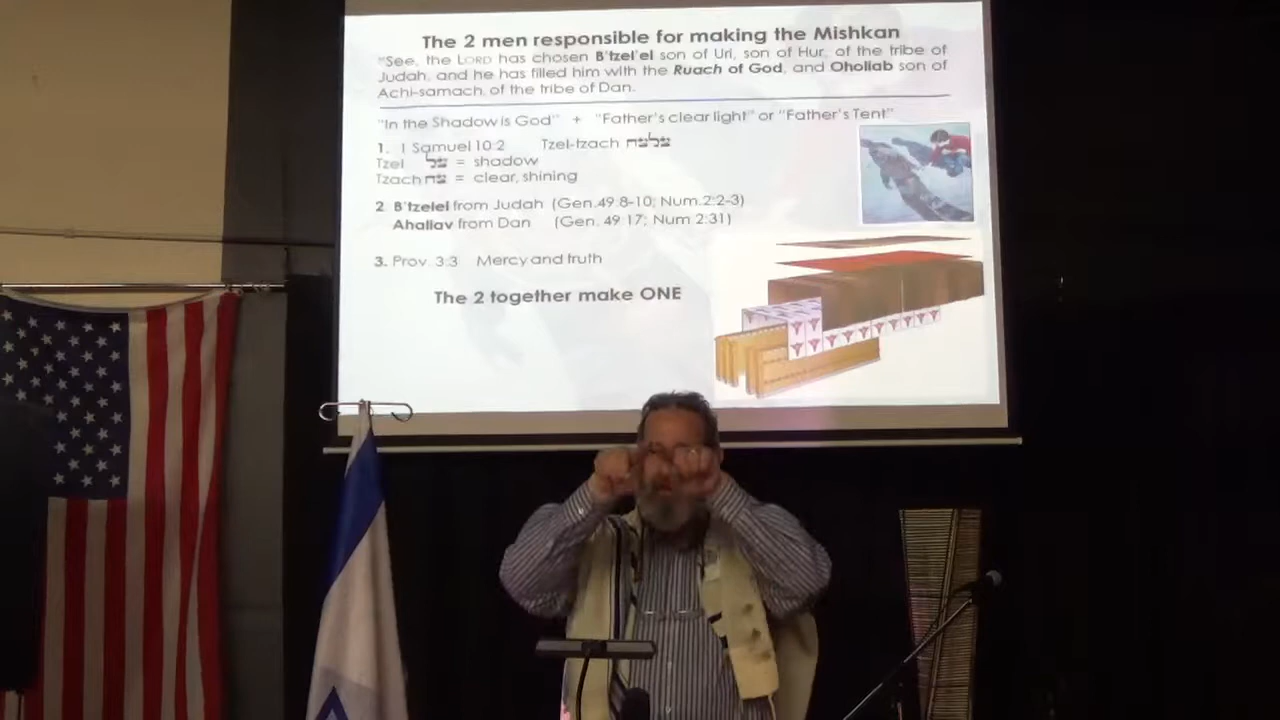 The 2 men responsible for making the Mishkan
"See, the LORD has chosen B'tzel'el son of Uri, son of Hur, of the tribe of
Judah, and he has filled him with the Ruach of God, and Oholiab son of
Achi-samach, of the tribe of Dan.
"In the Shadow is God" + "Father's clear light" or "Father's Tent"
1. I Samuel 10:2 Tzel-tzach צלצח
Tzel צל = shadow
Tzach צח = clear, shining
2 B'tzelel from Judah (Gen.49 8-10; Num.2:2-3)
Ahaliav from Dan (Gen. 49 17; Num 2:31)
3. Prov. 3:3 Mercy and truth
The 2 together make ONE